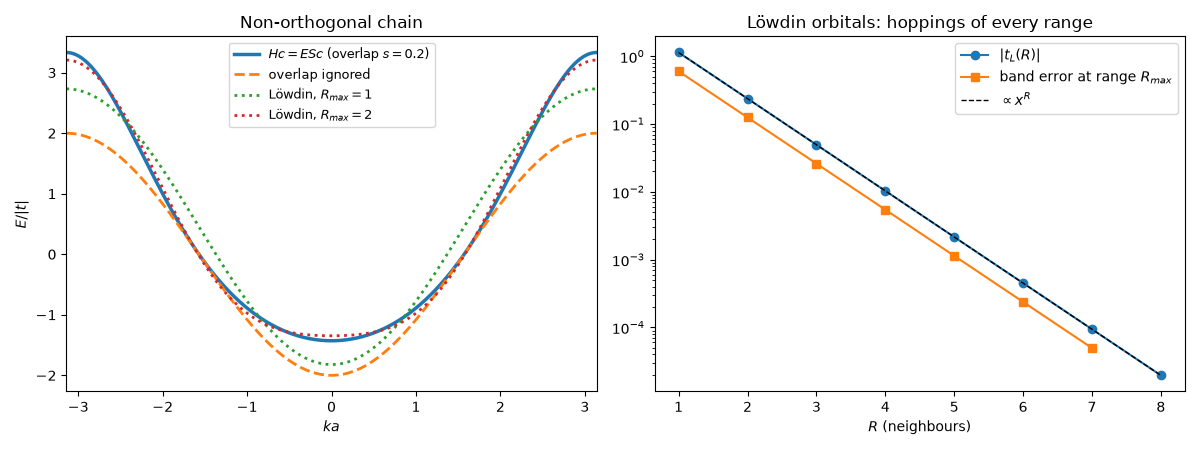 Non-orthogonal chain
Hc = ESc (overlap s = 0.2)
overlap ignored
Löwdin, R_max = 1
Löwdin, R_max = 2
E/|t|
3
2
1
0
−1
−2
−3 −2 −1 0 1 2 3
ka
Löwdin orbitals: hoppings of every range
|t_L(R)|
band error at range R_max
∝ x^R
10^0
10^−1
10^−2
10^−3
10^−4
1 2 3 4 5 6 7 8
R (neighbours)